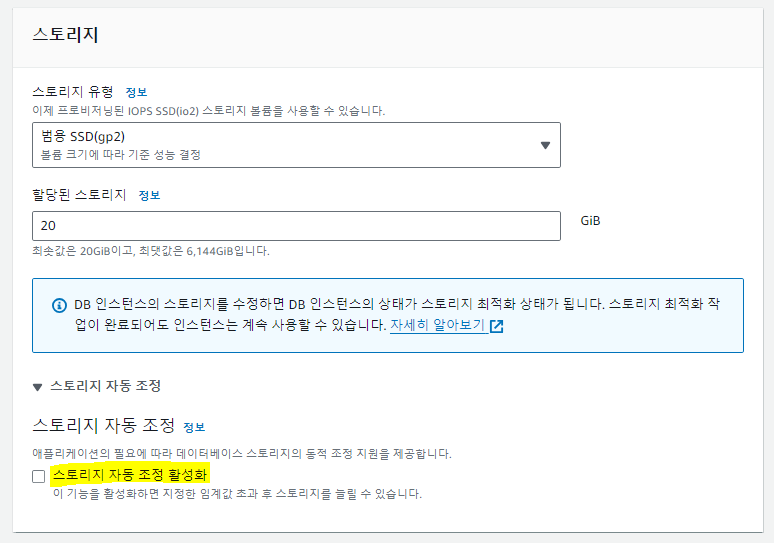 스토리지
스토리지 유형 정보
이제 프로비저닝된 IOPS SSD(io2) 스토리지 볼륨을 사용할 수 있습니다.
범용 SSD(gp2)
볼륨 크기에 따라 기준 성능 결정
할당된 스토리지 정보
20 GiB
최솟값은 20GiB이고, 최댓값은 6,144GiB입니다.
DB 인스턴스의 스토리지를 수정하면 DB 인스턴스의 상태가 스토리지 최적화 상태가 됩니다. 스토리지 최적화 작
업이 완료되어도 인스턴스는 계속 사용할 수 있습니다. 자세히 알아보기
스토리지 자동 조정
스토리지 자동 조정 정보
애플리케이션의 필요에 따라 데이터베이스 스토리지의 동적 조정 지원을 제공합니다.
스토리지 자동 조정 활성화
이 기능을 활성화하면 지정한 임계값 초과 후 스토리지를 늘릴 수 있습니다.